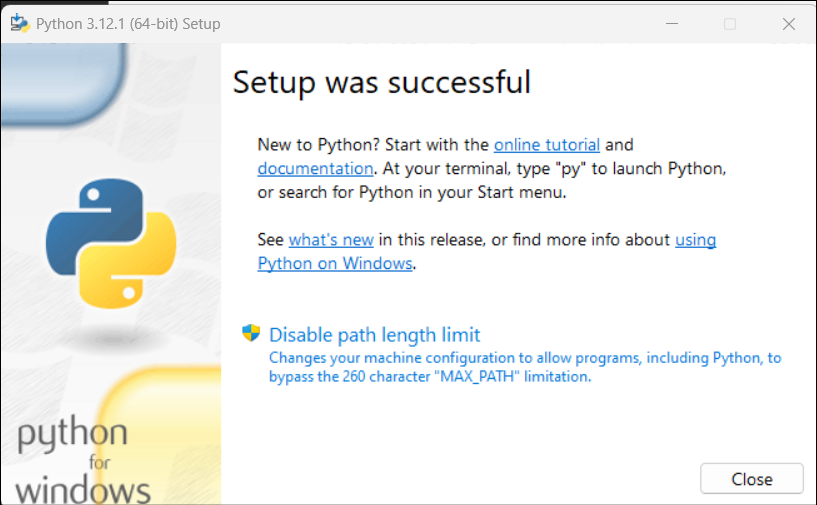 Python 3.12.1 (64-bit) Setup
Setup was successful
New to Python? Start with the online tutorial and
documentation. At your terminal, type "py" to launch Python,
or search for Python in your Start menu.
See what's new in this release, or find more info about using
Python on Windows.
Disable path length limit
Changes your machine configuration to allow programs, including Python, to
bypass the 260 character "MAX_PATH" limitation.
python
for
windows
Close